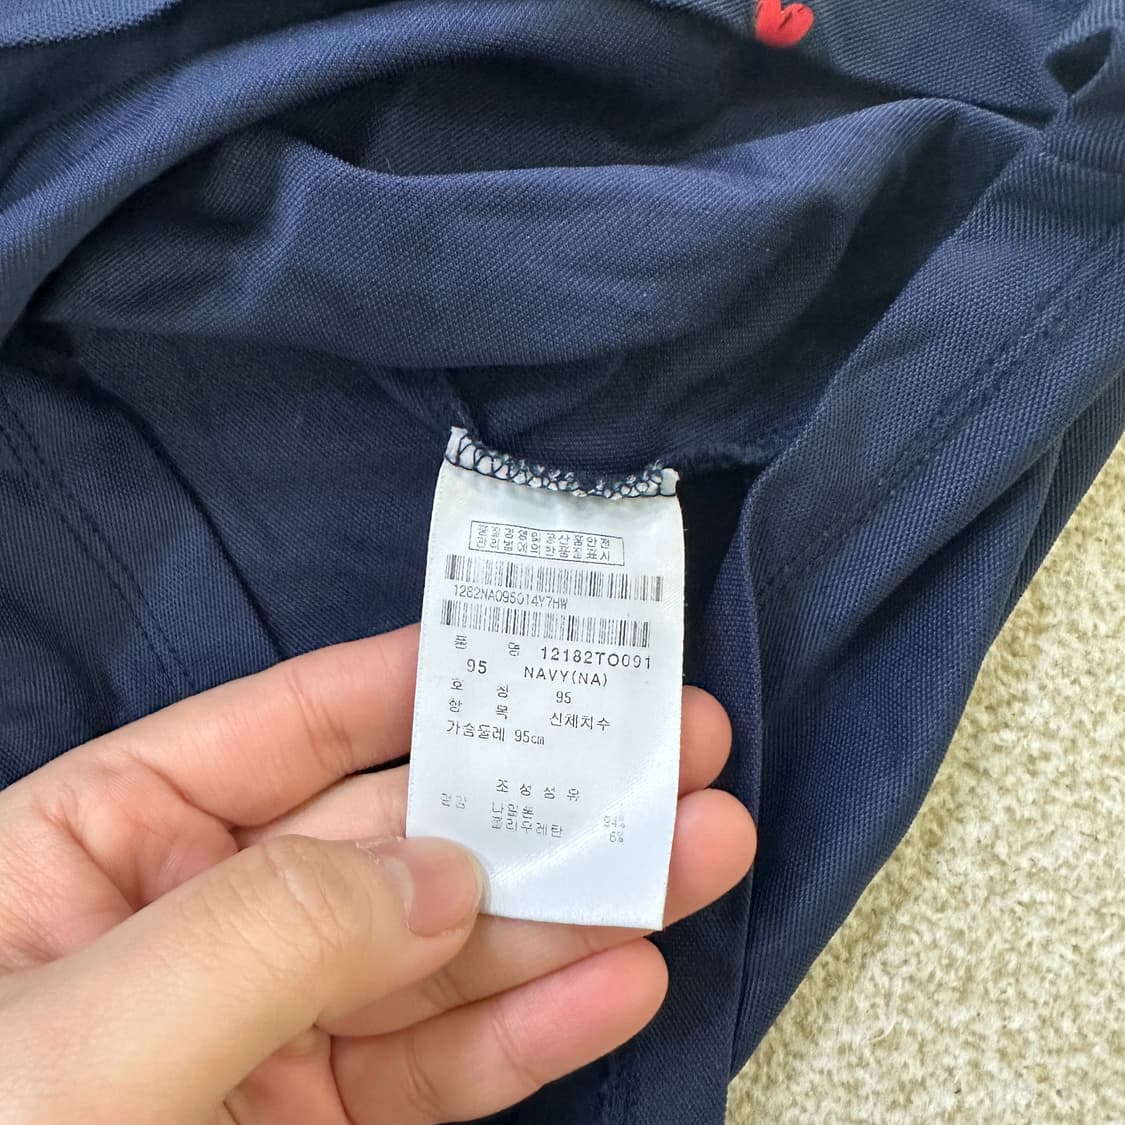 품질경영및공산품안전
관리법에의한품질표시
1282NA095014Y7HW
품 명 12182TO091
95 NAVY(NA)
호 칭 95
항 목 신체치수
가슴둘레 95cm
조 성 섬 유
겉감 나일론 94%
폴리우레탄 6%